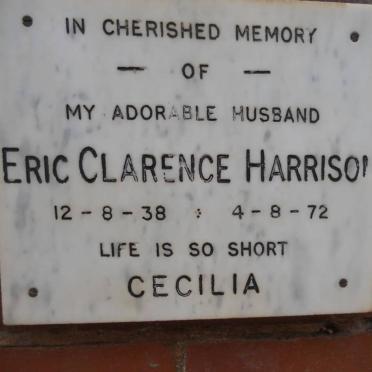 IN CHERISHED MEMORY
— OF —
MY ADORABLE HUSBAND
ERIC CLARENCE HARRISON
12-8-38 : 4-8-72
LIFE IS SO SHORT
CECILIA